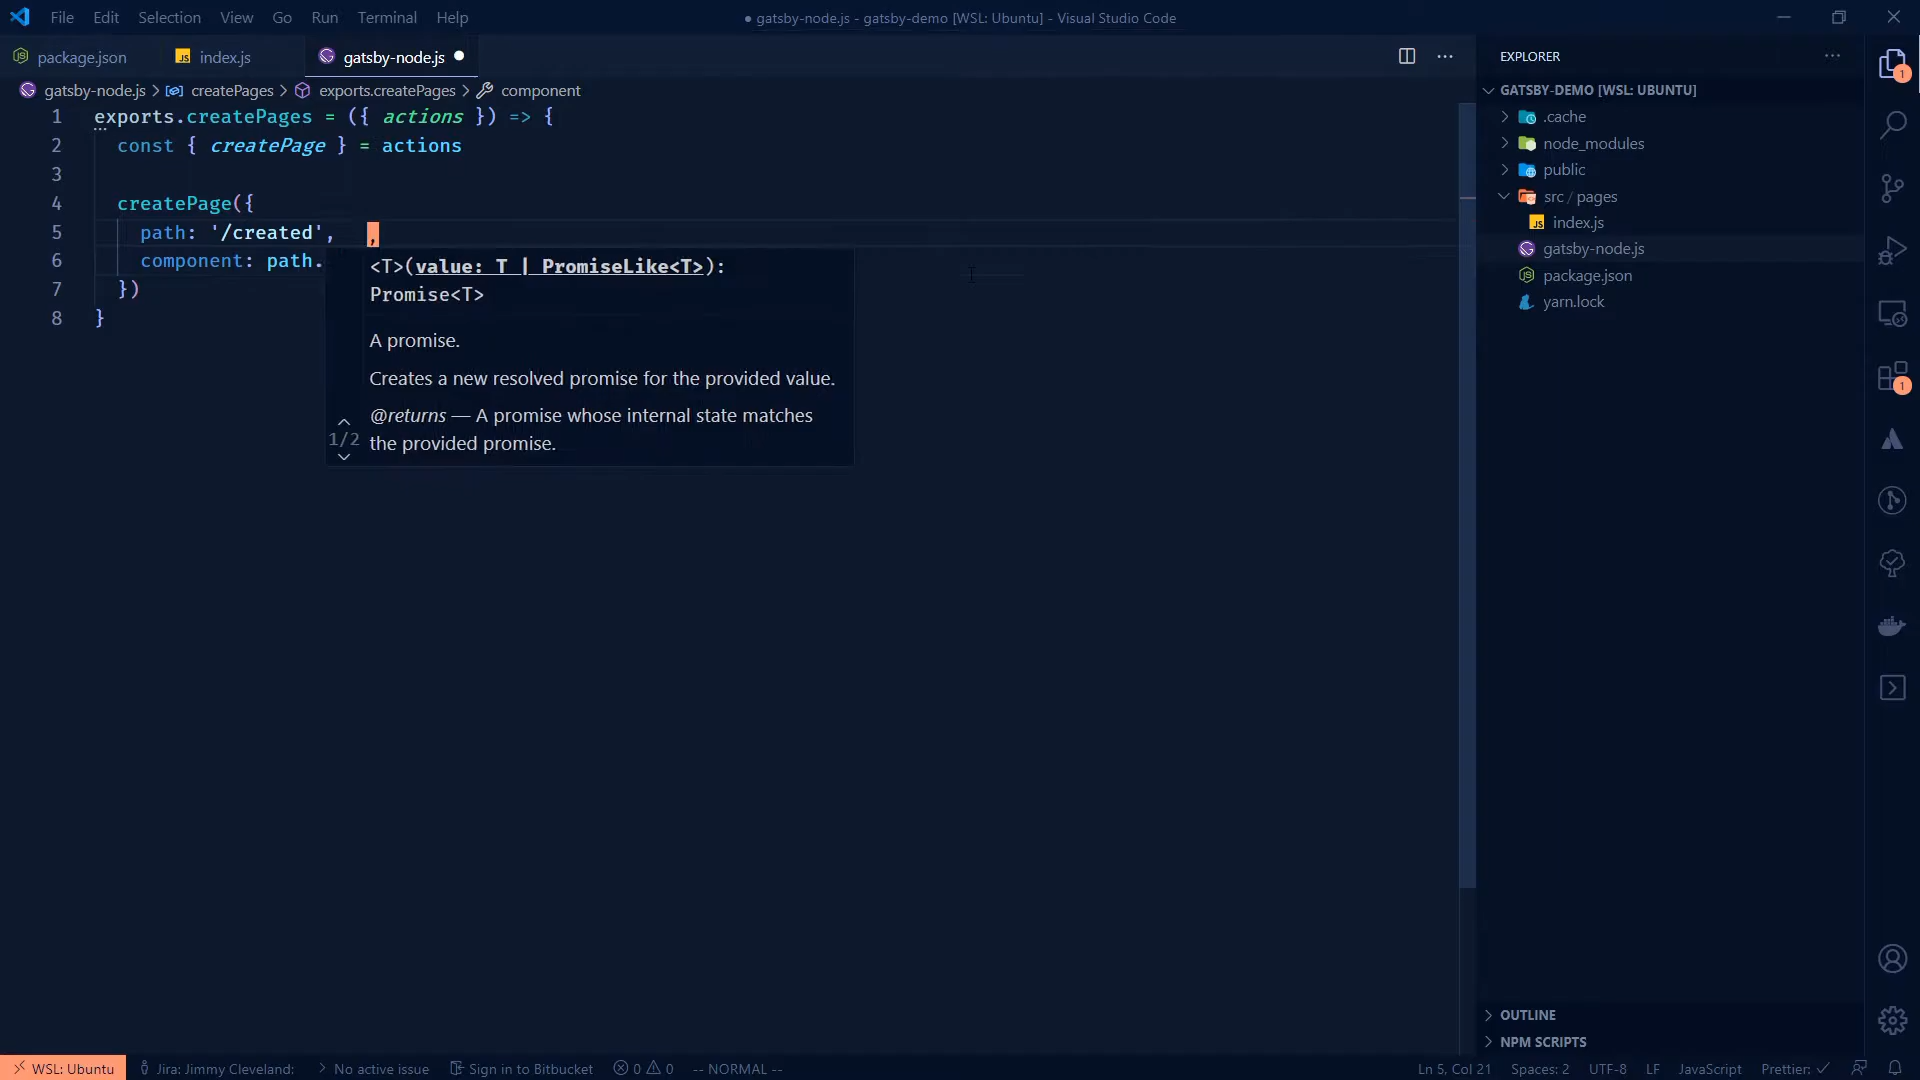 File Edit Selection View Go Run Terminal Help
● gatsby-node.js - gatsby-demo [WSL: Ubuntu] - Visual Studio Code
package.json
index.js
gatsby-node.js ●
gatsby-node.js > createPages > exports.createPages > component
1 exports.createPages = ({ actions }) => {
2 const { createPage } = actions
3
4 createPage({
5 path: '/created', ,
6 component: path.
7 })
8 }
<T>(value: T | PromiseLike<T>):
Promise<T>
A promise.
Creates a new resolved promise for the provided value.
@returns — A promise whose internal state matches
the provided promise.
1/2
EXPLORER
GATSBY-DEMO [WSL: UBUNTU]
.cache
node_modules
public
src / pages
index.js
gatsby-node.js
package.json
yarn.lock
OUTLINE
NPM SCRIPTS
1
1
WSL: Ubuntu Jira: Jimmy Cleveland: No active issue Sign in to Bitbucket 0 0 -- NORMAL -- Ln 5, Col 21 Spaces: 2 UTF-8 LF JavaScript Prettier: ✓